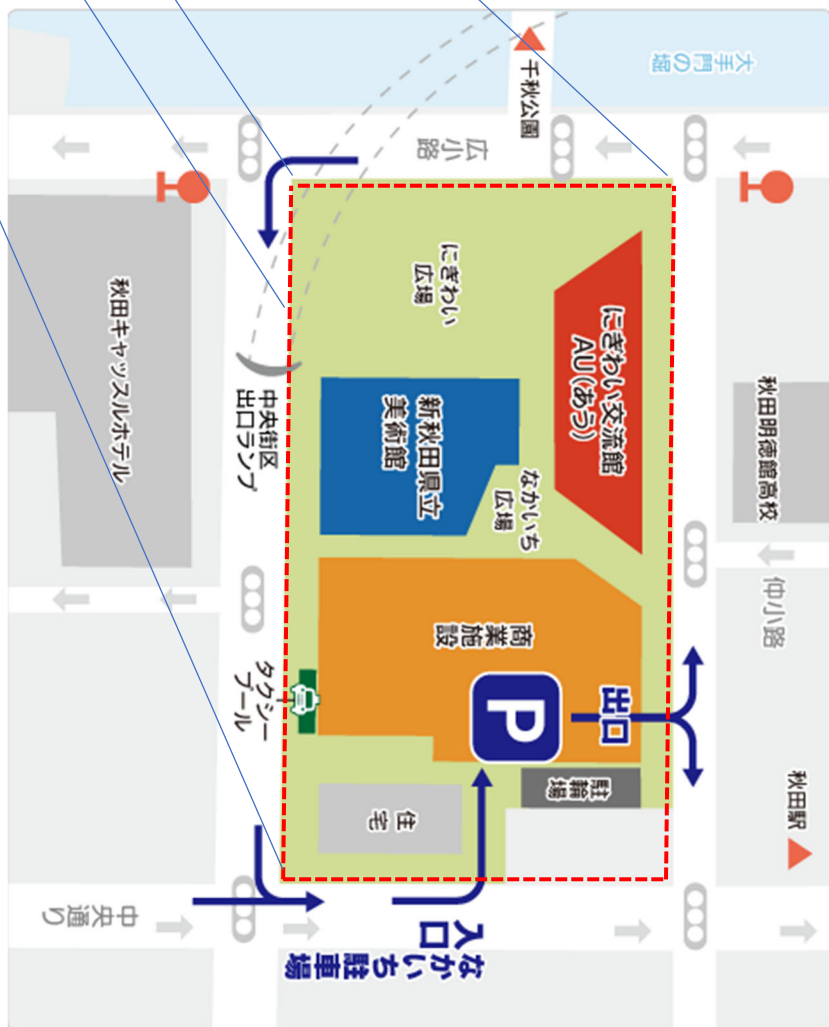 大手門の堀
千秋公園
広小路
にぎわい
広場
にぎわい交流館
AU(あう)
秋田キャッスルホテル
中央街区
出口ランプ
新秋田県立
美術館
なかいち
広場
秋田明徳館高校
仲小路
商業施
設
タクシー
プール
P
出口
駐輪
場
住
宅
秋田駅
中央通り
入口
なかいち駐車場